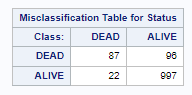 Misclassification Table for Status
Class: DEAD ALIVE
DEAD 87 96
ALIVE 22 997